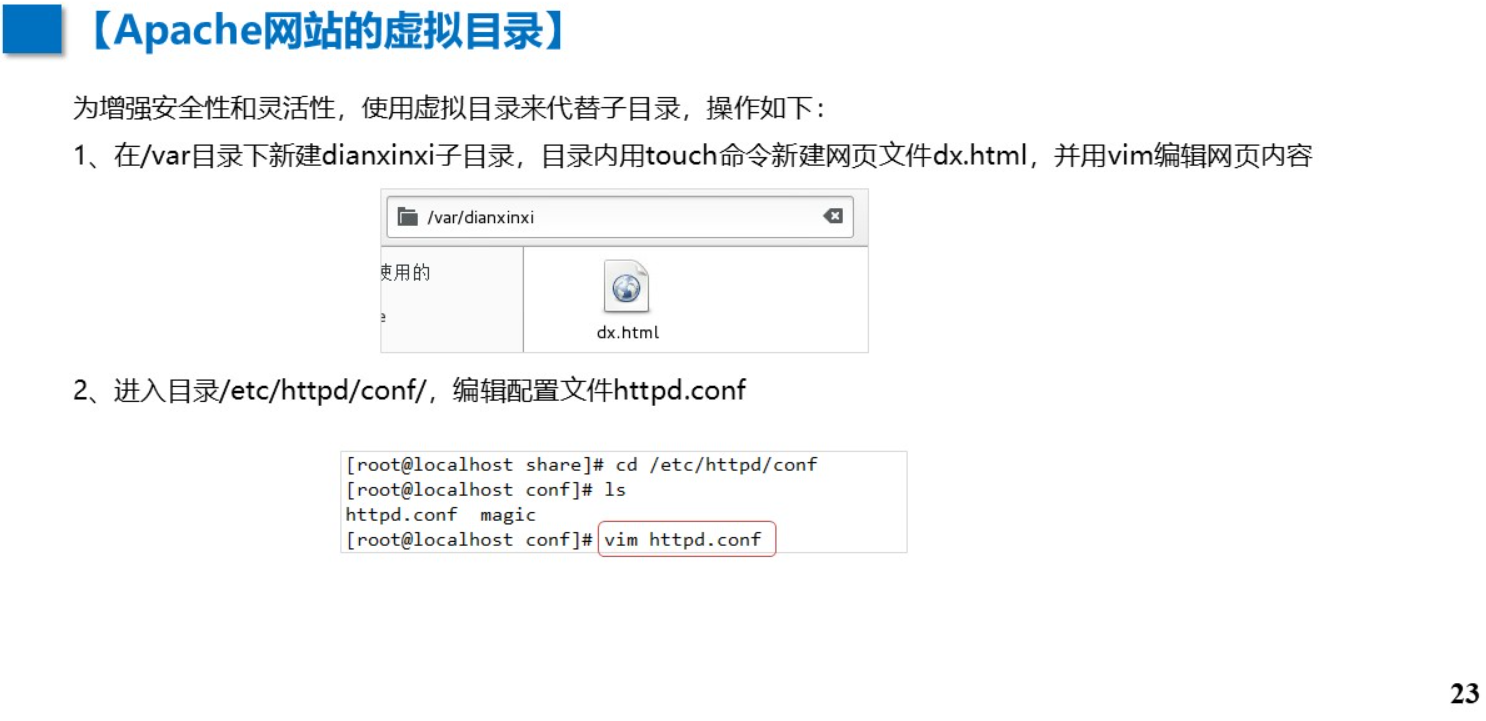 【Apache网站的虚拟目录】
为增强安全性和灵活性，使用虚拟目录来代替子目录，操作如下：
1、在/var目录下新建dianxinxi子目录，目录内用touch命令新建网页文件dx.html，并用vim编辑网页内容
/var/dianxinxi
使用的
e
dx.html
2、进入目录/etc/httpd/conf/，编辑配置文件httpd.conf
[root@localhost share]# cd /etc/httpd/conf
[root@localhost conf]# ls
httpd.conf  magic
[root@localhost conf]# vim httpd.conf
23